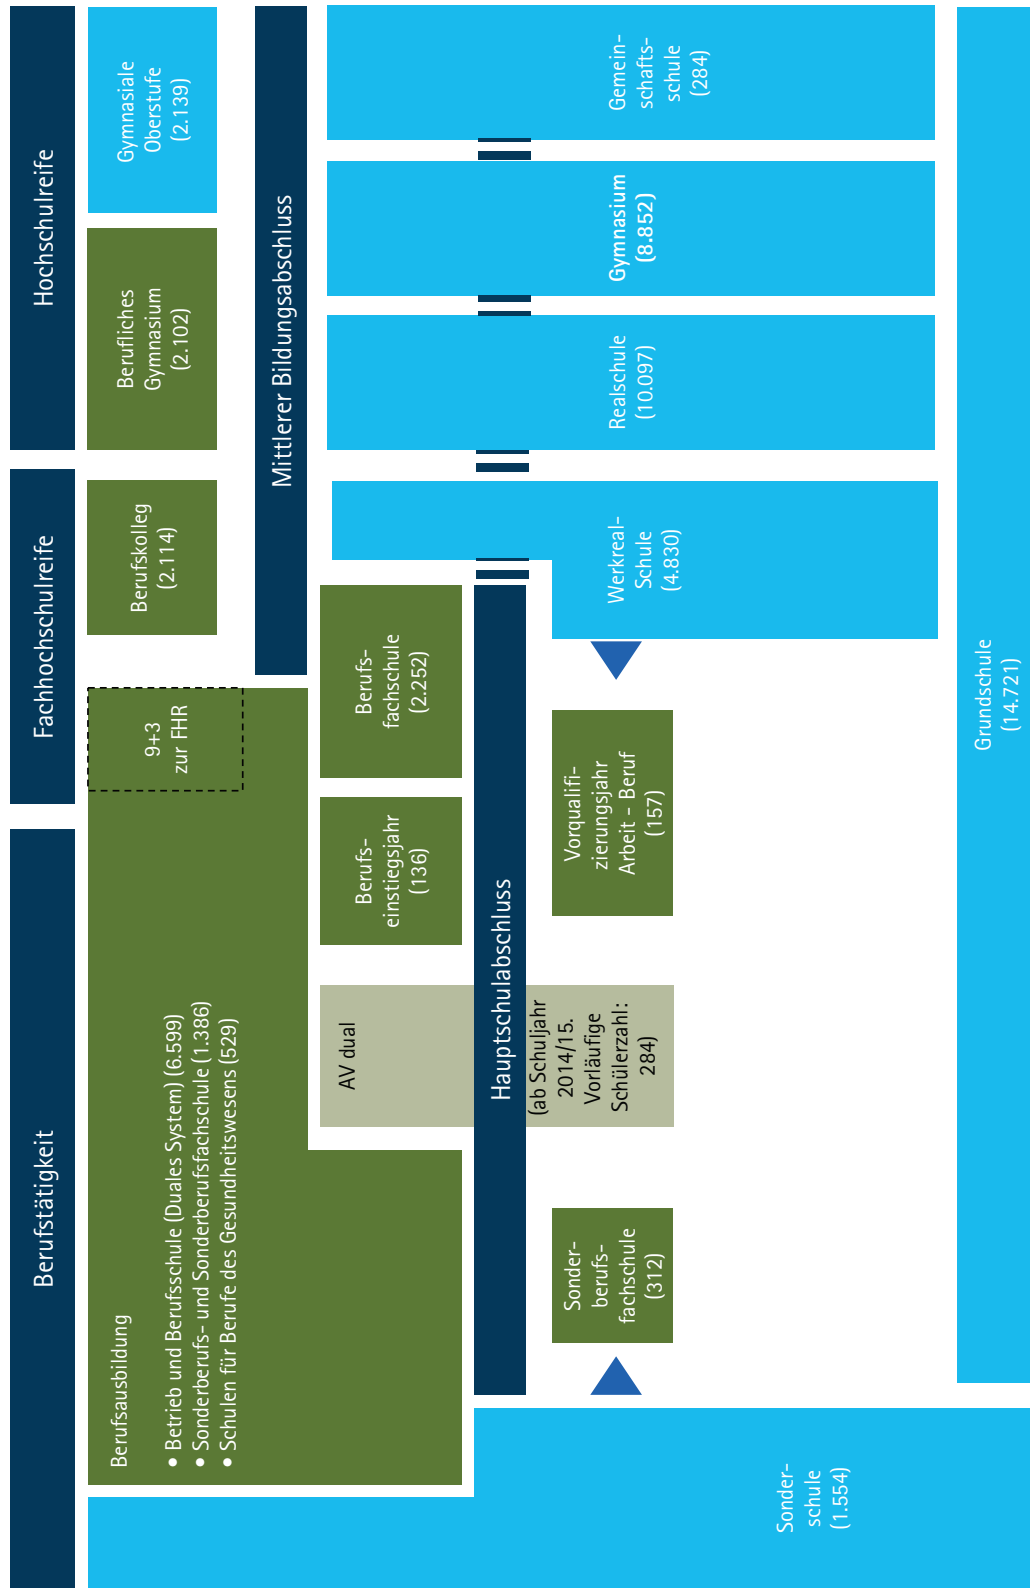 Berufstätigkeit
Fachhochschulreife
Hochschulreife
Berufsausbildung
• Betrieb und Berufsschule (Duales System) (6.599)
• Sonderberufs- und Sonderberufsfachschule (1.386)
• Schulen für Berufe des Gesundheitswesens (529)
9+3
zur FHR
Berufskolleg
(2.114)
Berufliches
Gymnasium
(2.102)
Gymnasiale
Oberstufe
(2.139)
Mittlerer Bildungsabschluss
AV dual
Berufs-
einstiegsjahr
(136)
Berufs-
fachschule
(2.252)
Hauptschulabschluss
(ab Schuljahr
2014/15.
Vorläufige
Schülerzahl:
284)
Sonder-
berufs-
fachschule
(312)
Vorqualifi-
zierungsjahr
Arbeit - Beruf
(157)
Werkreal-
Schule
(4.830)
Realschule
(10.097)
Gymnasium
(8.852)
Gemein-
schafts-
schule
(284)
Sonder-
schule
(1.554)
Grundschule
(14.721)